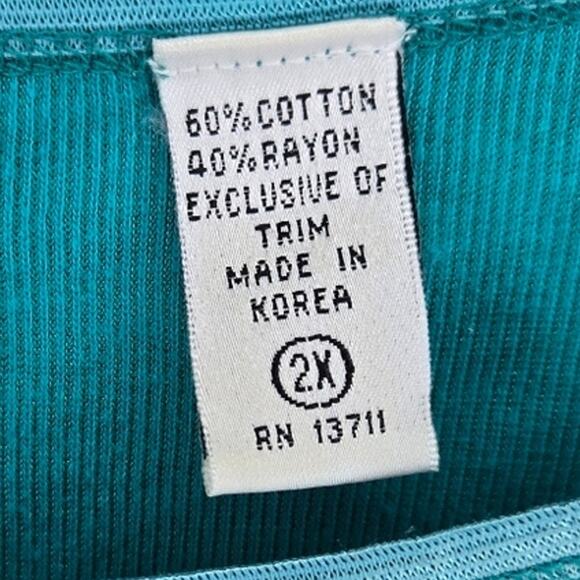 60% COTTON
40% RAYON
EXCLUSIVE OF
TRIM
MADE IN
KOREA
2X
RN 13711